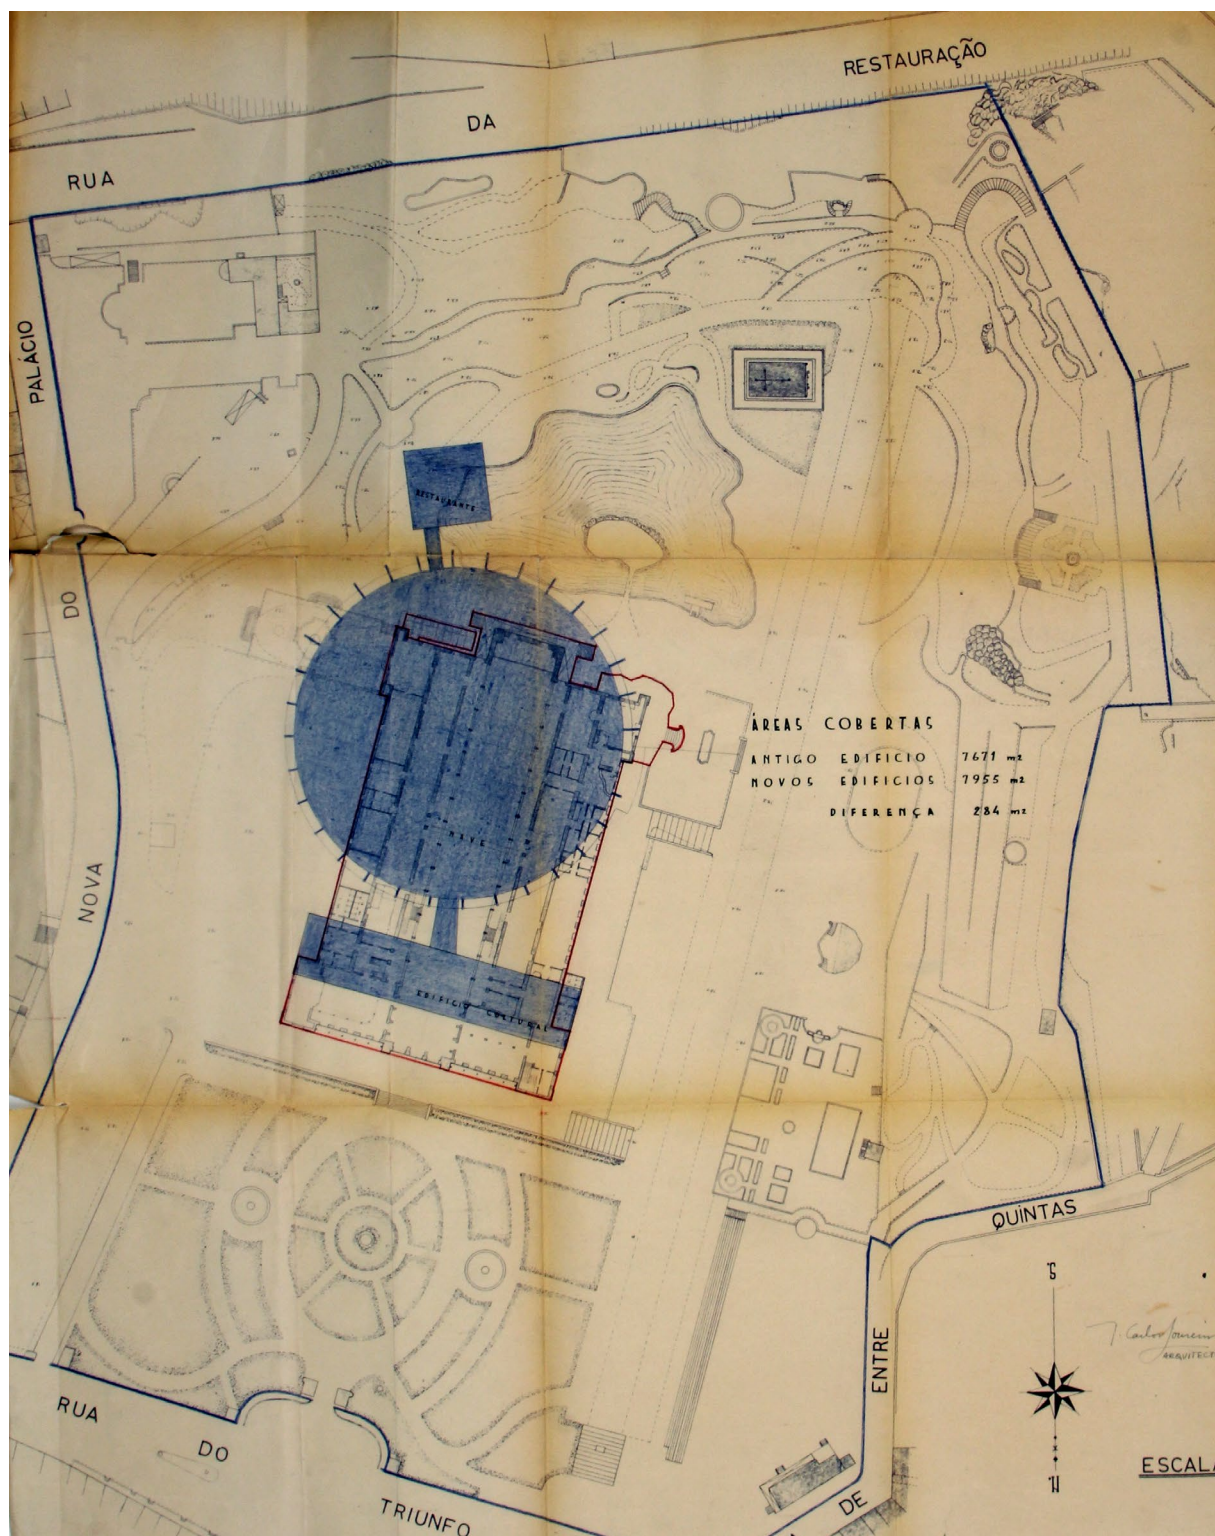 RESTAURAÇÃO
DA
RUA
PALÁCIO
DO
NOVA
RESTAURANTE
NAVE
EDIFICIO CULTURAL
ÁREAS COBERTAS
ANTIGO EDIFICIO 7671 m2
NOVOS EDIFICIOS 7955 m2
DIFERENÇA 284 m2
QUINTAS
ENTRE
DE
S
N
ESCALA
RUA
DO
TRIUNFO